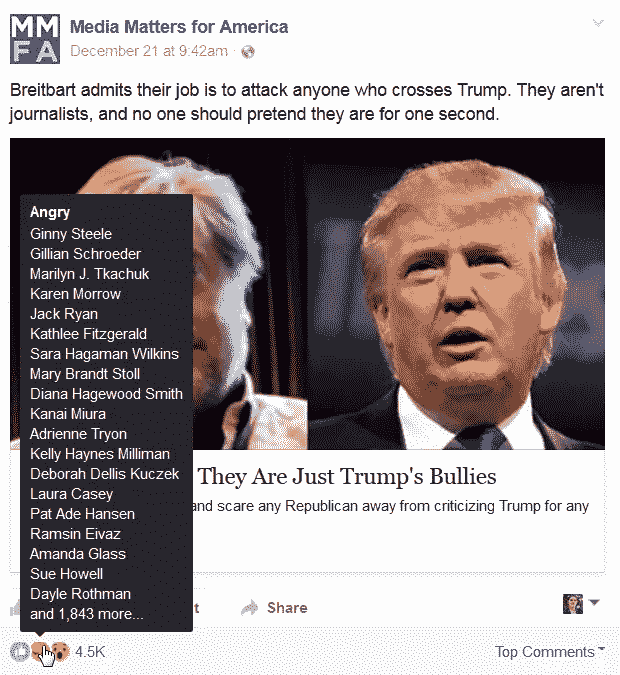 MM
FA
Media Matters for America
December 21 at 9:42am ·
Breitbart admits their job is to attack anyone who crosses Trump. They aren't
journalists, and no one should pretend they are for one second.
Angry
Ginny Steele
Gillian Schroeder
Marilyn J. Tkachuk
Karen Morrow
Jack Ryan
Kathlee Fitzgerald
Sara Hagaman Wilkins
Mary Brandt Stoll
Diana Hagewood Smith
Kanai Miura
Adrienne Tryon
Kelly Haynes Milliman
Deborah Dellis Kuczek
Laura Casey
Pat Ade Hansen
Ramsin Eivaz
Amanda Glass
Sue Howell
Dayle Rothman
and 1,843 more...
They Are Just Trump's Bullies
and scare any Republican away from criticizing Trump for any
t Share
4.5K Top Comments